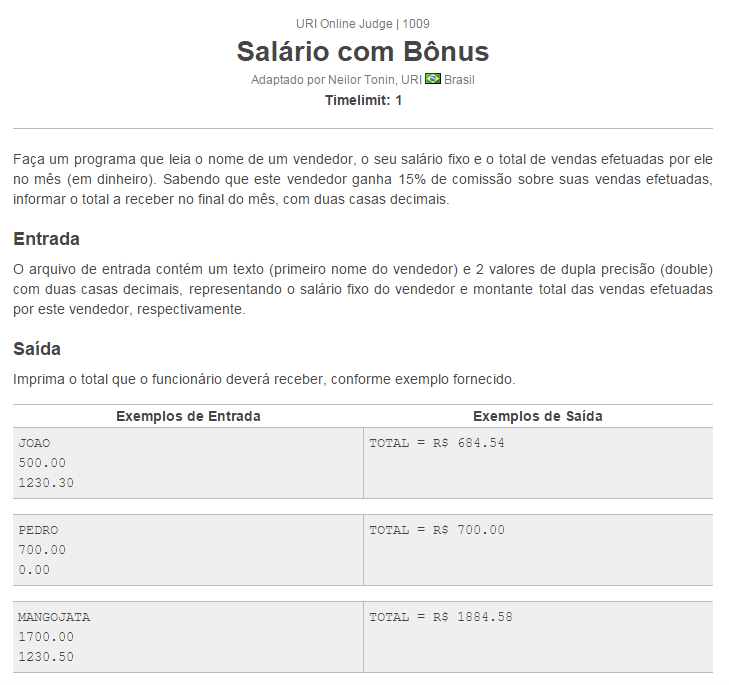 URI Online Judge | 1009
Salário com Bônus
Adaptado por Neilor Tonin, URI Brasil
Timelimit: 1
Faça um programa que leia o nome de um vendedor, o seu salário fixo e o total de vendas efetuadas por ele
no mês (em dinheiro). Sabendo que este vendedor ganha 15% de comissão sobre suas vendas efetuadas,
informar o total a receber no final do mês, com duas casas decimais.
Entrada
O arquivo de entrada contém um texto (primeiro nome do vendedor) e 2 valores de dupla precisão (double)
com duas casas decimais, representando o salário fixo do vendedor e montante total das vendas efetuadas
por este vendedor, respectivamente.
Saída
Imprima o total que o funcionário deverá receber, conforme exemplo fornecido.
Exemplos de Entrada Exemplos de Saída
JOAO TOTAL = R$ 684.54
500.00
1230.30
PEDRO TOTAL = R$ 700.00
700.00
0.00
MANGOJATA TOTAL = R$ 1884.58
1700.00
1230.50